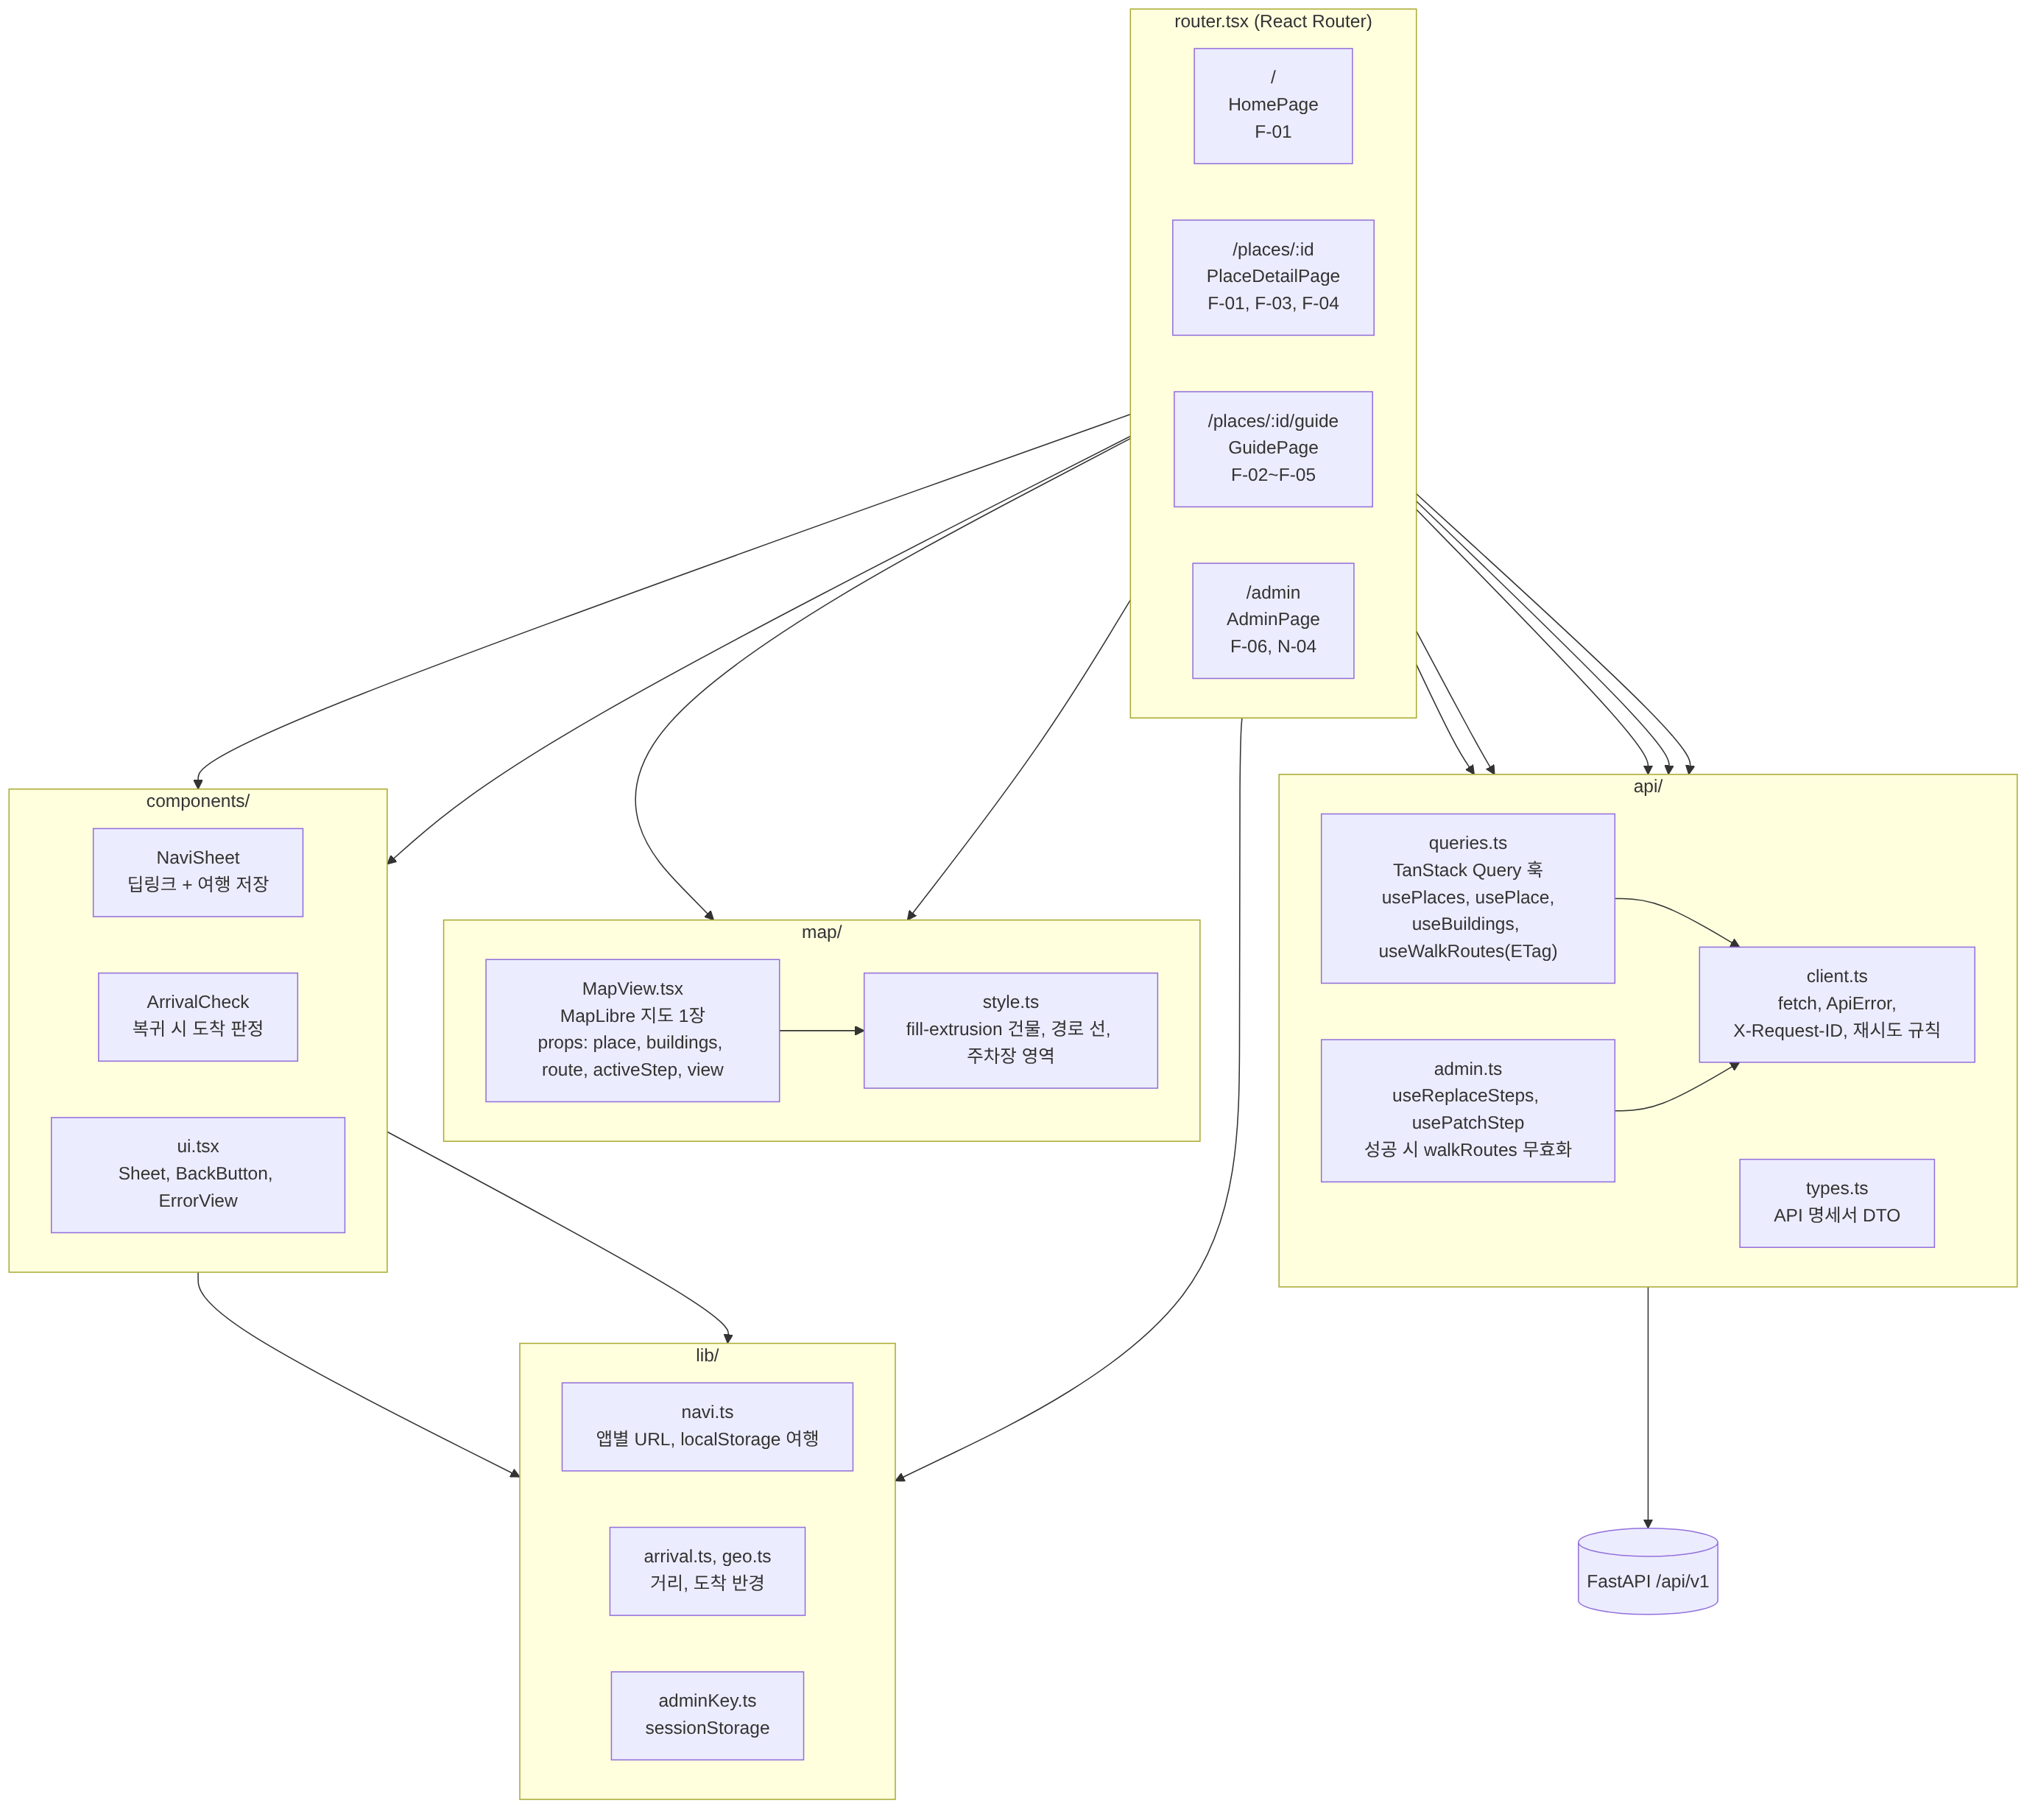 router.tsx (React Router)
/
HomePage
F-01
/places/:id
PlaceDetailPage
F-01, F-03, F-04
/places/:id/guide
GuidePage
F-02~F-05
/admin
AdminPage
F-06, N-04
components/
NaviSheet
딥링크 + 여행 저장
ArrivalCheck
복귀 시 도착 판정
ui.tsx
Sheet, BackButton,
ErrorView
map/
MapView.tsx
MapLibre 지도 1장
props: place, buildings,
route, activeStep, view
style.ts
fill-extrusion 건물, 경로 선,
주차장 영역
api/
queries.ts
TanStack Query 훅
usePlaces, usePlace,
useBuildings,
useWalkRoutes(ETag)
admin.ts
useReplaceSteps,
usePatchStep
성공 시 walkRoutes 무효화
client.ts
fetch, ApiError,
X-Request-ID, 재시도 규칙
types.ts
API 명세서 DTO
lib/
navi.ts
앱별 URL, localStorage 여행
arrival.ts, geo.ts
거리, 도착 반경
adminKey.ts
sessionStorage
FastAPI /api/v1